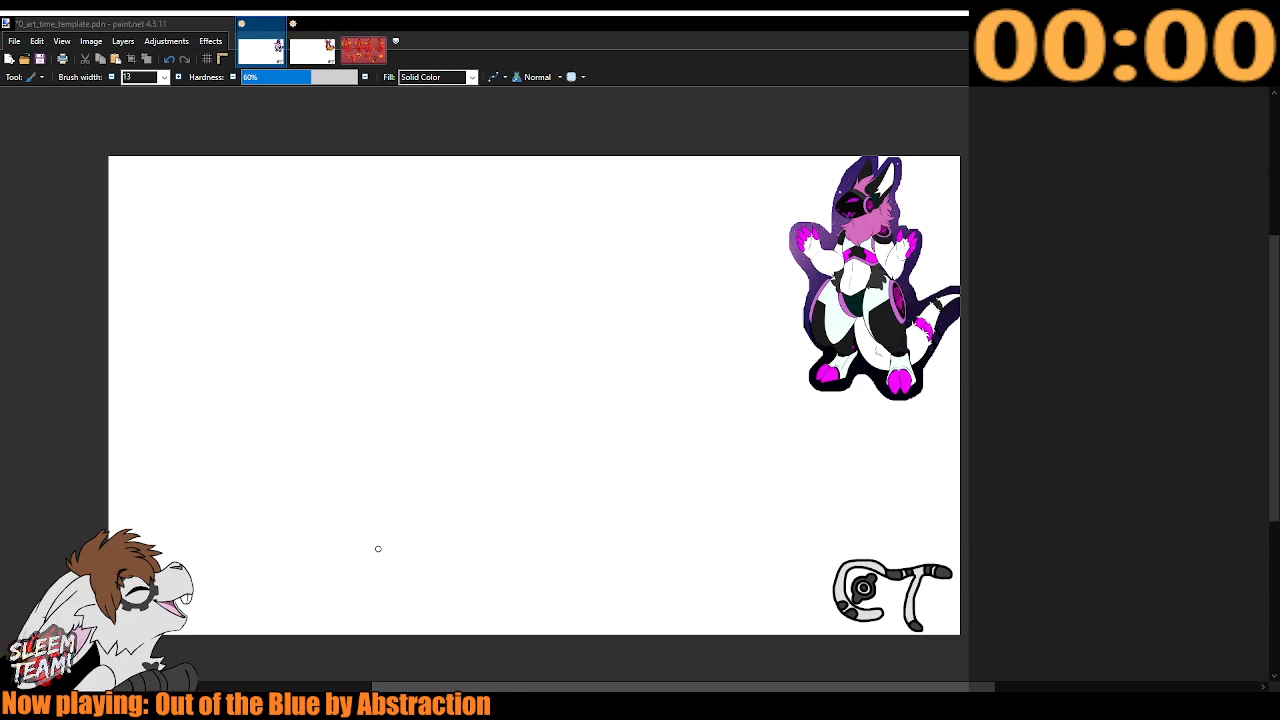 *0_art_time_template.pdn - paint.net 4.3.11
00:00
File Edit View Image Layers Adjustments Effects
Tool: Brush width: 13 Hardness: 60% Fill: Solid Color Normal
CT
SLEEM
TEAM!
Now playing: Out of the Blue by Abstraction